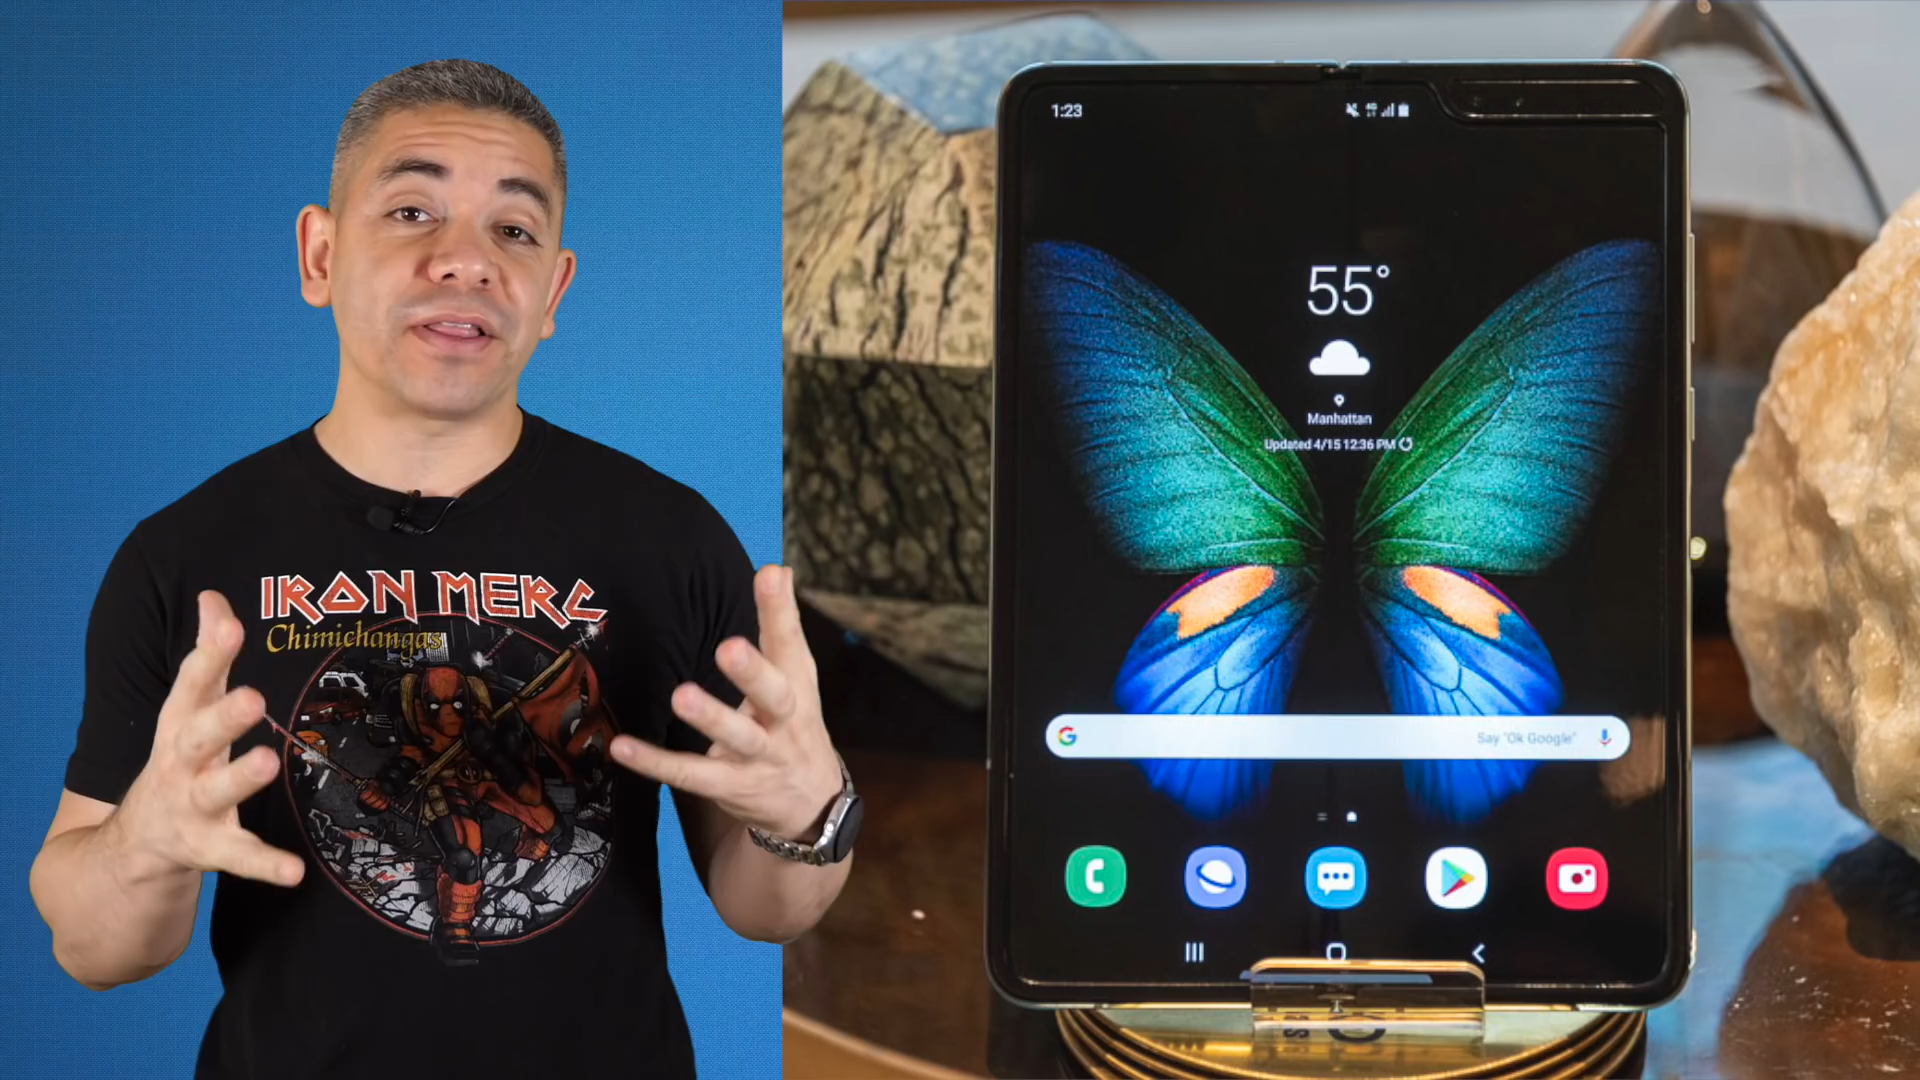 IRON MERC
Chimichangas
1:23
55°
Manhattan
Updated 4/15 12:36 PM
Say "Ok Google"